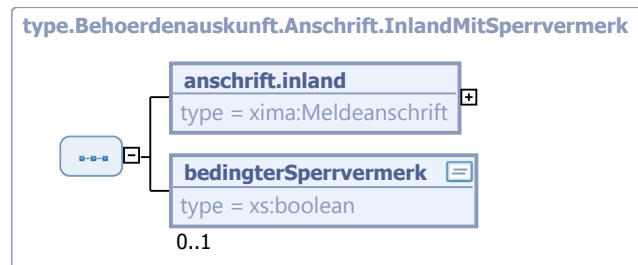 type.Behoerdenauskunft.Anschrift.InlandMitSperrvermerk
anschrift.inland
type = xima:Meldeanschrift
bedingterSperrvermerk
type = xs:boolean
0..1